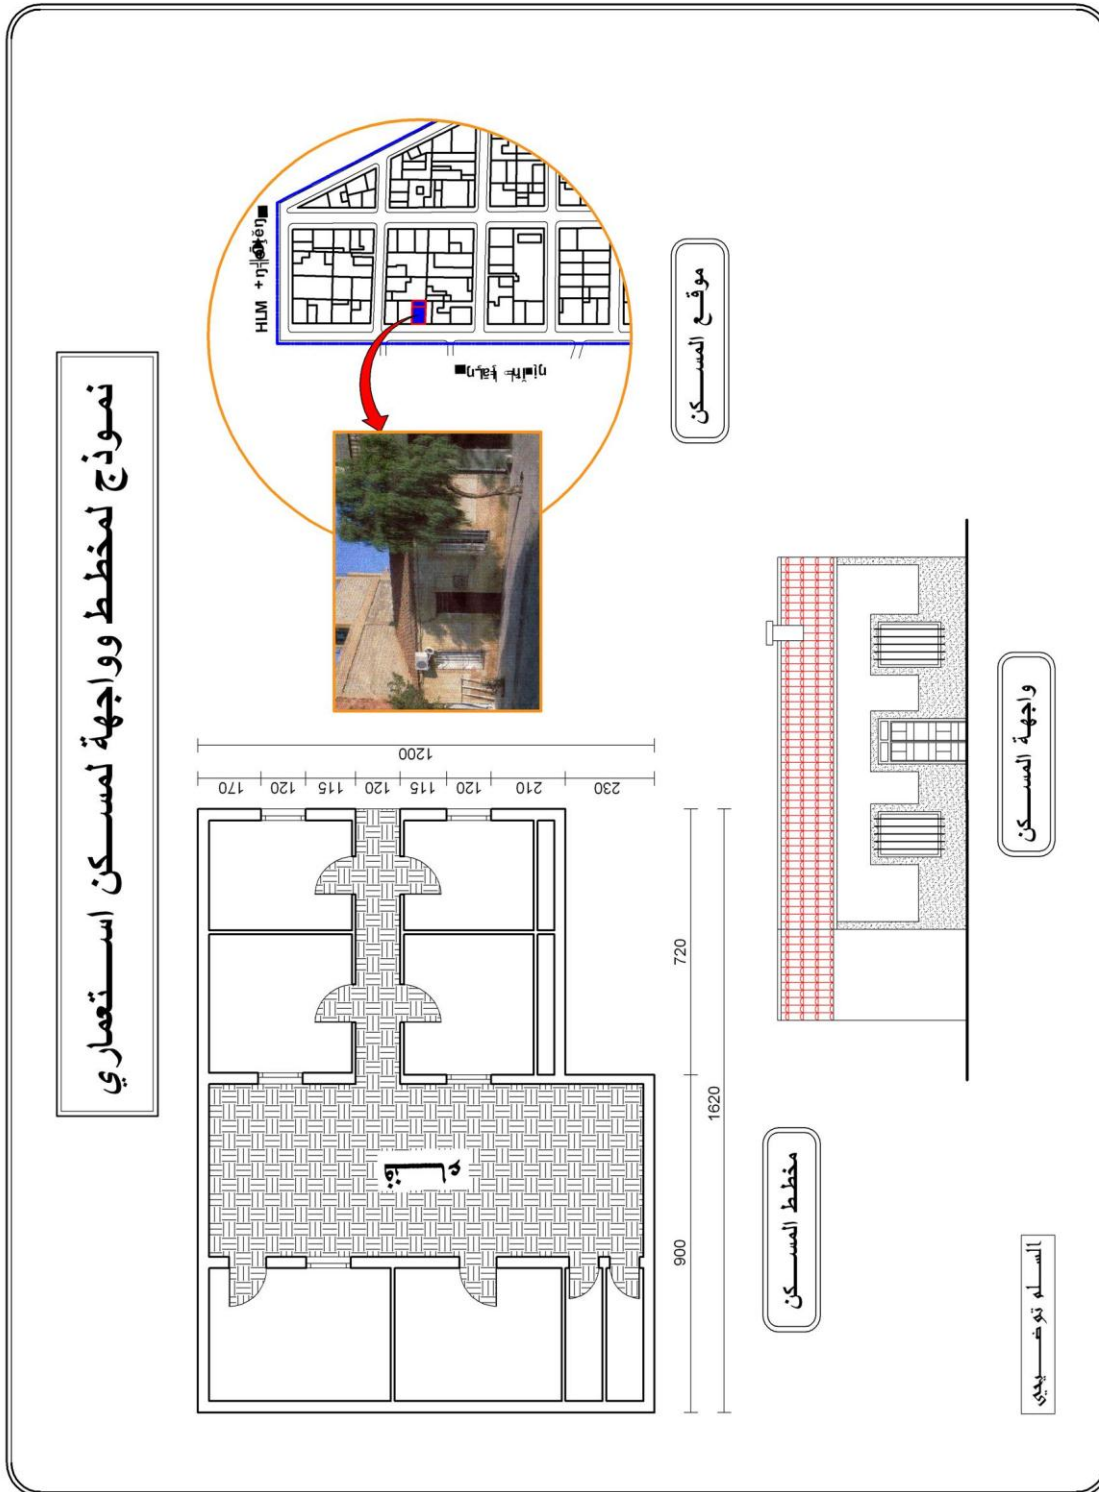 نموذج لمخطط وواجهة لمسكن استعماري
HLM
موقع المسكن
1200
170
120
115
120
115
120
210
230
720
900
1620
مخطط المسكن
واجهة المسكن
السلم توضيحي